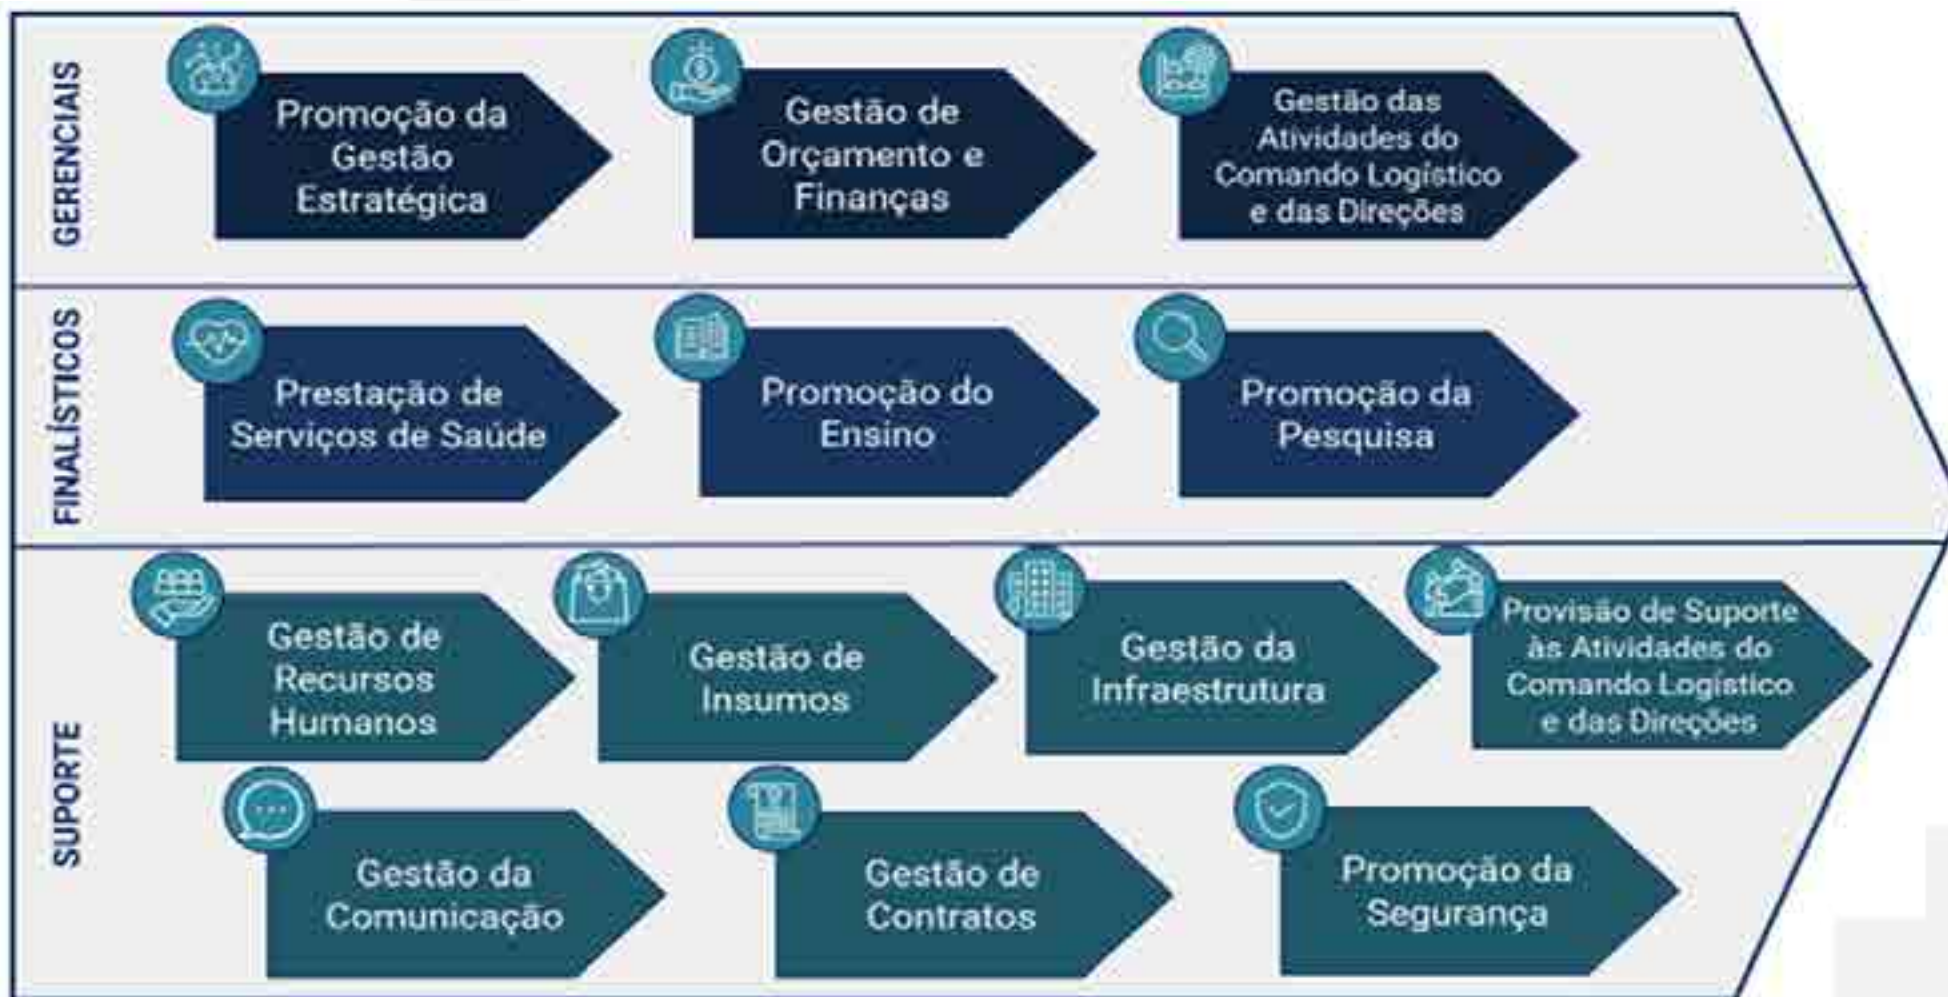 GERENCIAIS
Promoção da
Gestão
Estratégica
Gestão de
Orçamento e
Finanças
Gestão das
Atividades do
Comando Logístico
e das Direções
FINALÍSTICOS
Prestação de
Serviços de Saúde
Promoção do
Ensino
Promoção da
Pesquisa
SUPORTE
Gestão de
Recursos
Humanos
Gestão de
Insumos
Gestão da
Infraestrutura
Provisão de Suporte
às Atividades do
Comando Logístico
e das Direções
Gestão da
Comunicação
Gestão de
Contratos
Promoção da
Segurança